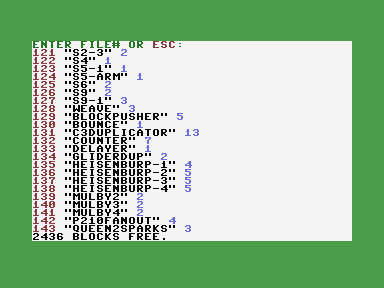 ENTER FILE# OR ESC:
121 "S2-3" 2
122 "S4" 1
123 "S5-1" 1
124 "S5-ARM" 1
125 "S6" 2
126 "S9" 2
127 "S9-1" 3
128 "WEAVE" 3
129 "BLOCKPUSHER" 5
130 "BOUNCE" 1
131 "C3DUPLICATOR" 13
132 "COUNTER" 7
133 "DELAYER" 1
134 "GLIDERDUP" 2
135 "HEISENBURP-1" 4
136 "HEISENBURP-2" 5
137 "HEISENBURP-3" 5
138 "HEISENBURP-4" 5
139 "MULBY2" 2
140 "MULBY3" 2
141 "MULBY4" 2
142 "P210FANOUT" 4
143 "QUEEN2SPARKS" 3
2436 BLOCKS FREE.